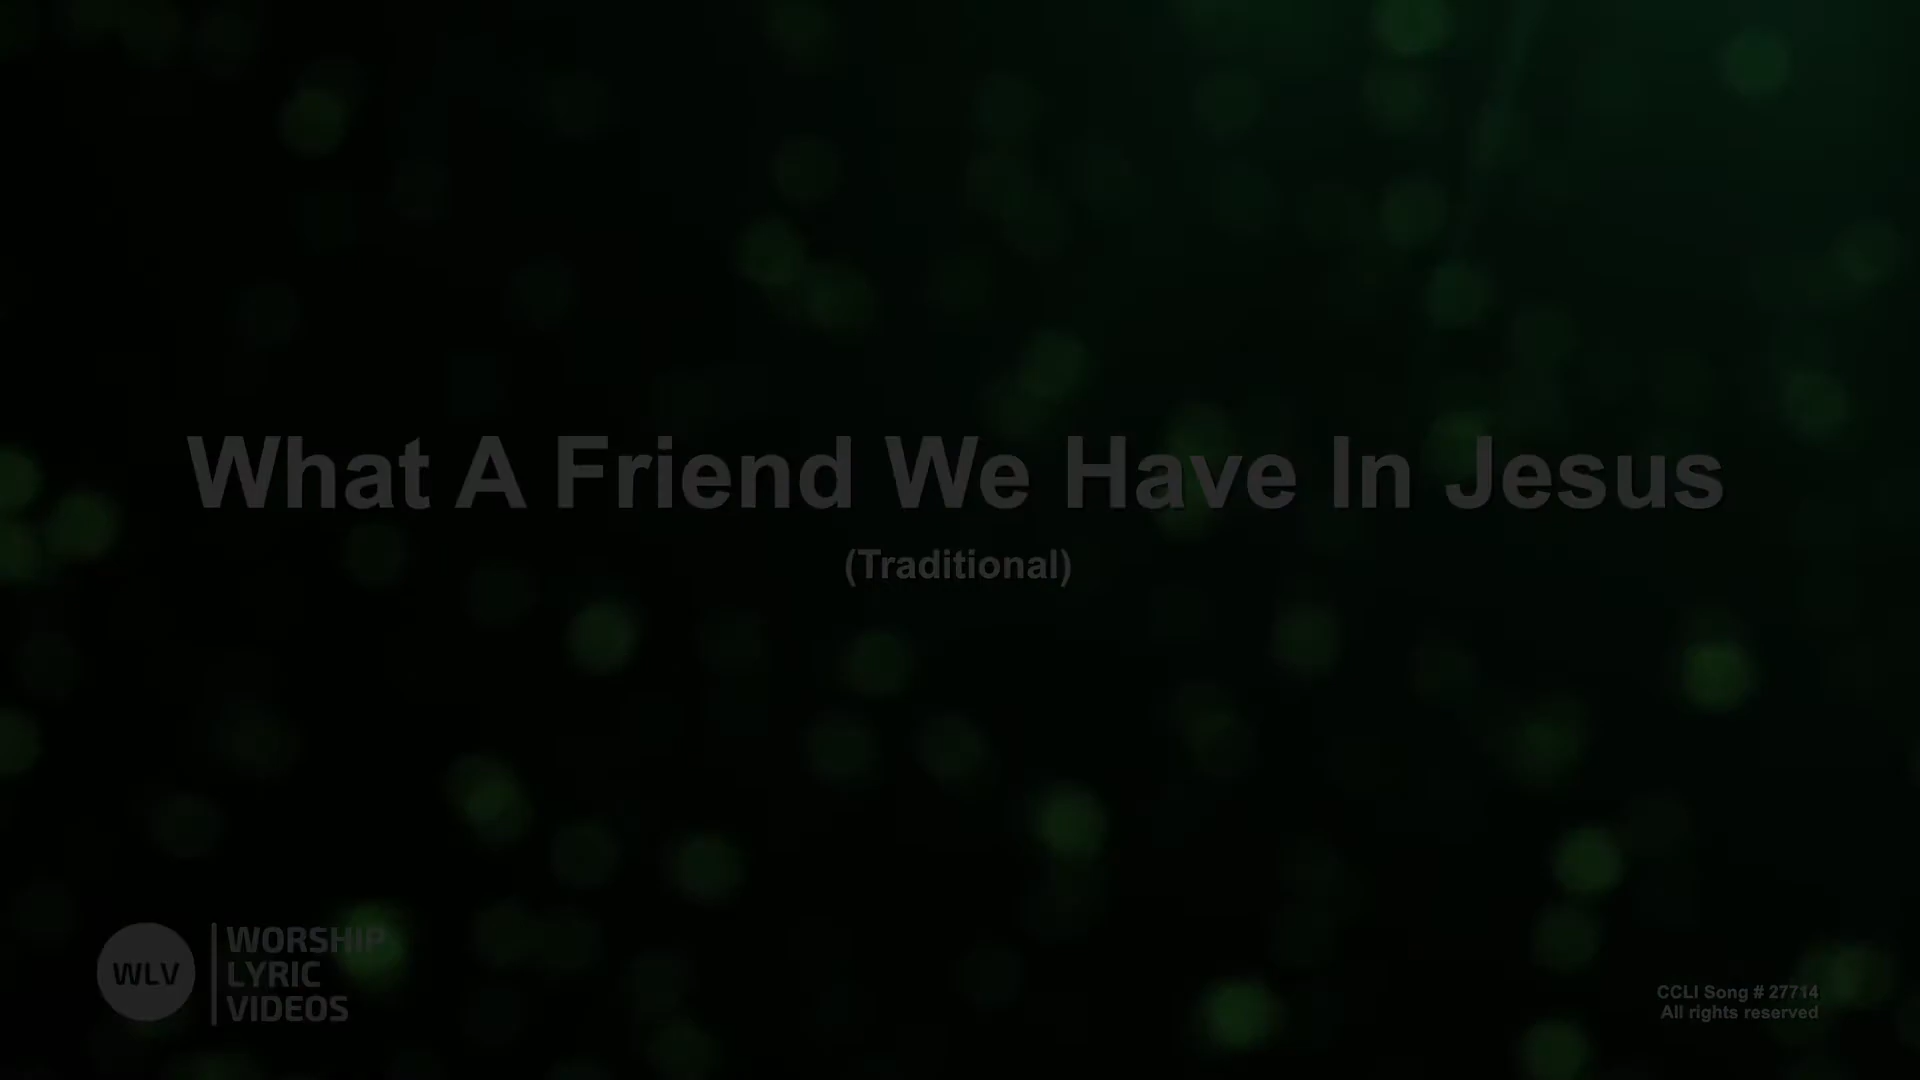 What A Friend We Have In Jesus
(Traditional)
WLV
WORSHIP
LYRIC
VIDEOS
CCLI Song # 27714
All rights reserved